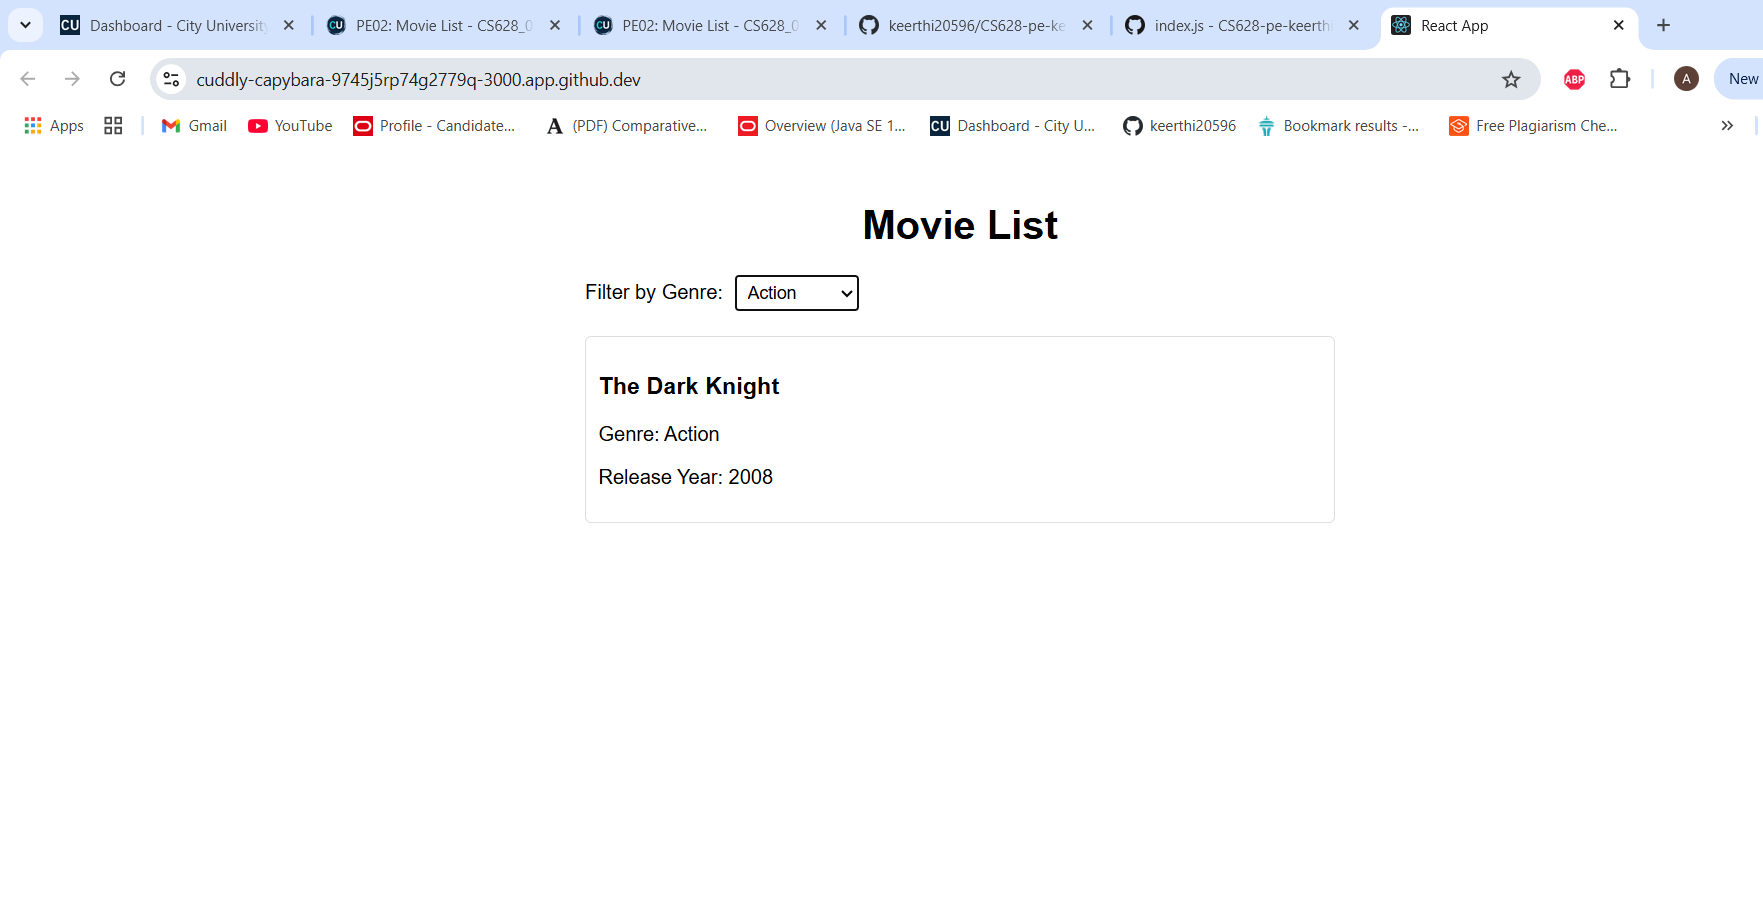 CU Dashboard - City University
CU PE02: Movie List - CS628_0
CU PE02: Movie List - CS628_0
keerthi20596/CS628-pe-ke
index.js - CS628-pe-keerthi
React App
cuddly-capybara-9745j5rp74g2779q-3000.app.github.dev
ABP
A
New
Apps
Gmail
YouTube
Profile - Candidate...
A (PDF) Comparative...
Overview (Java SE 1...
CU Dashboard - City U...
keerthi20596
Bookmark results -...
Free Plagiarism Che...
Movie List
Filter by Genre: Action
The Dark Knight
Genre: Action
Release Year: 2008